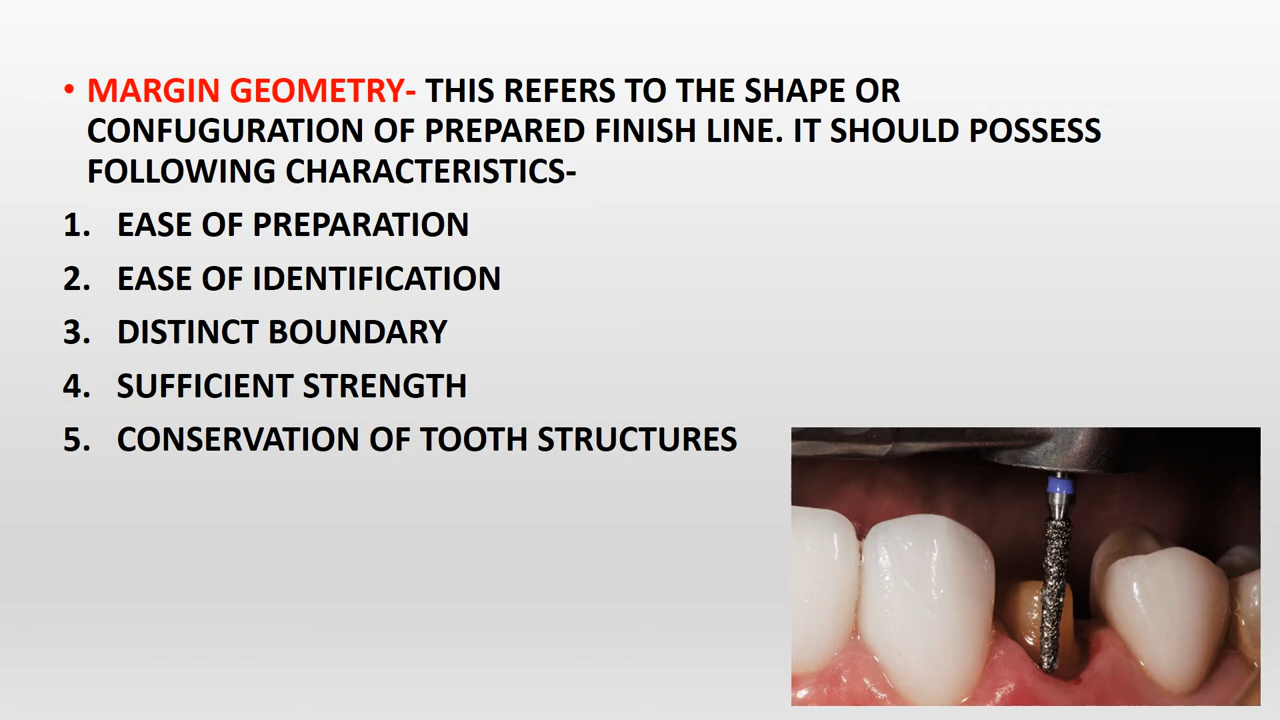 • MARGIN GEOMETRY- THIS REFERS TO THE SHAPE OR
CONFUGURATION OF PREPARED FINISH LINE. IT SHOULD POSSESS
FOLLOWING CHARACTERISTICS-
1. EASE OF PREPARATION
2. EASE OF IDENTIFICATION
3. DISTINCT BOUNDARY
4. SUFFICIENT STRENGTH
5. CONSERVATION OF TOOTH STRUCTURES